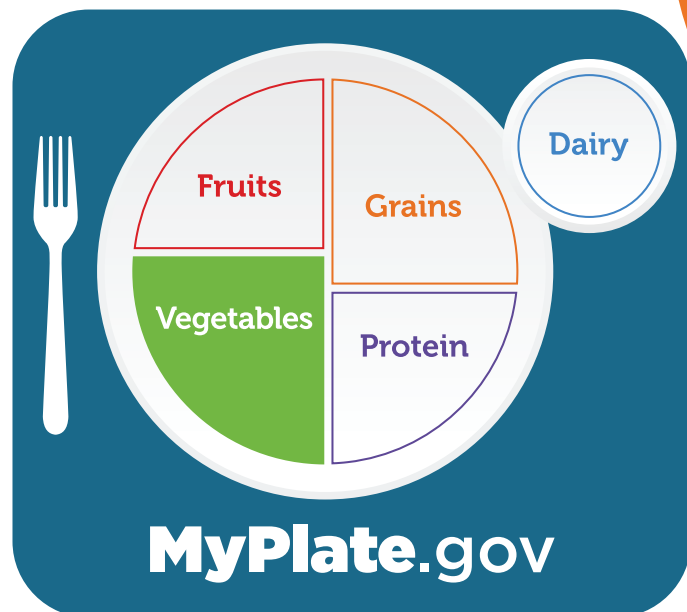 Fruits
Grains
Dairy
Vegetables
Protein
MyPlate.gov